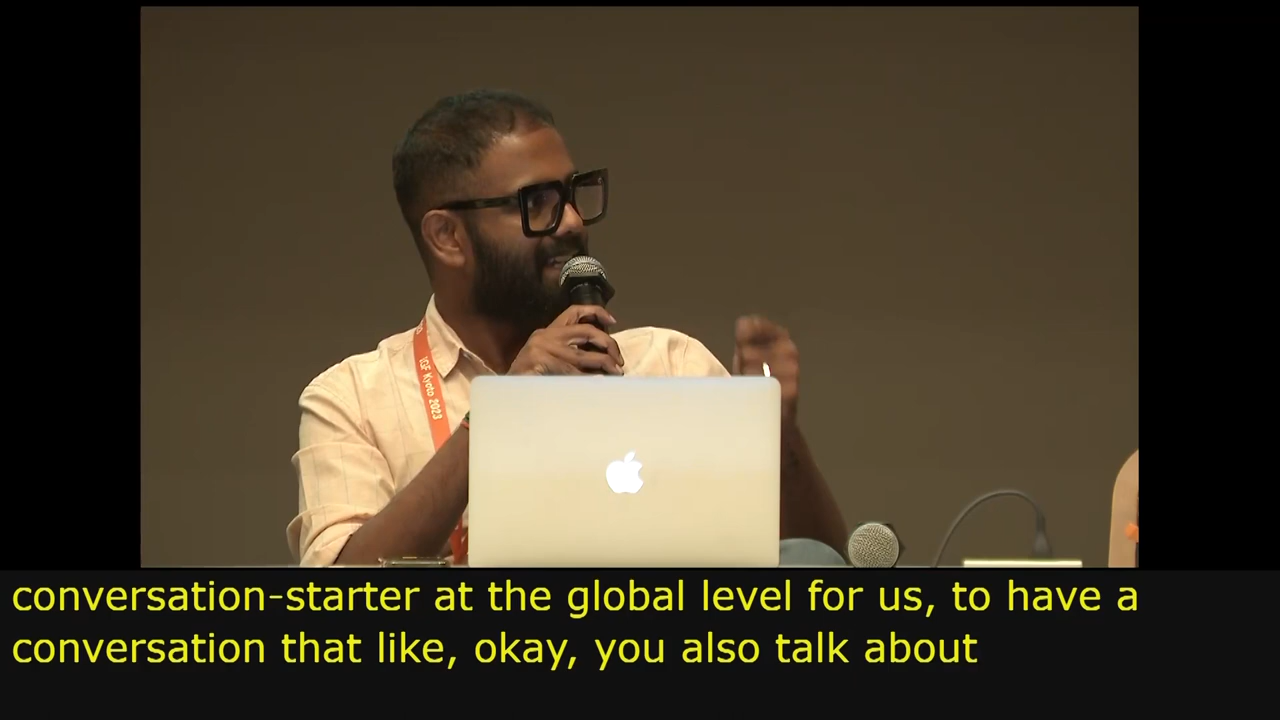 IGF Kyoto 2023
conversation-starter at the global level for us, to have a
conversation that like, okay, you also talk about